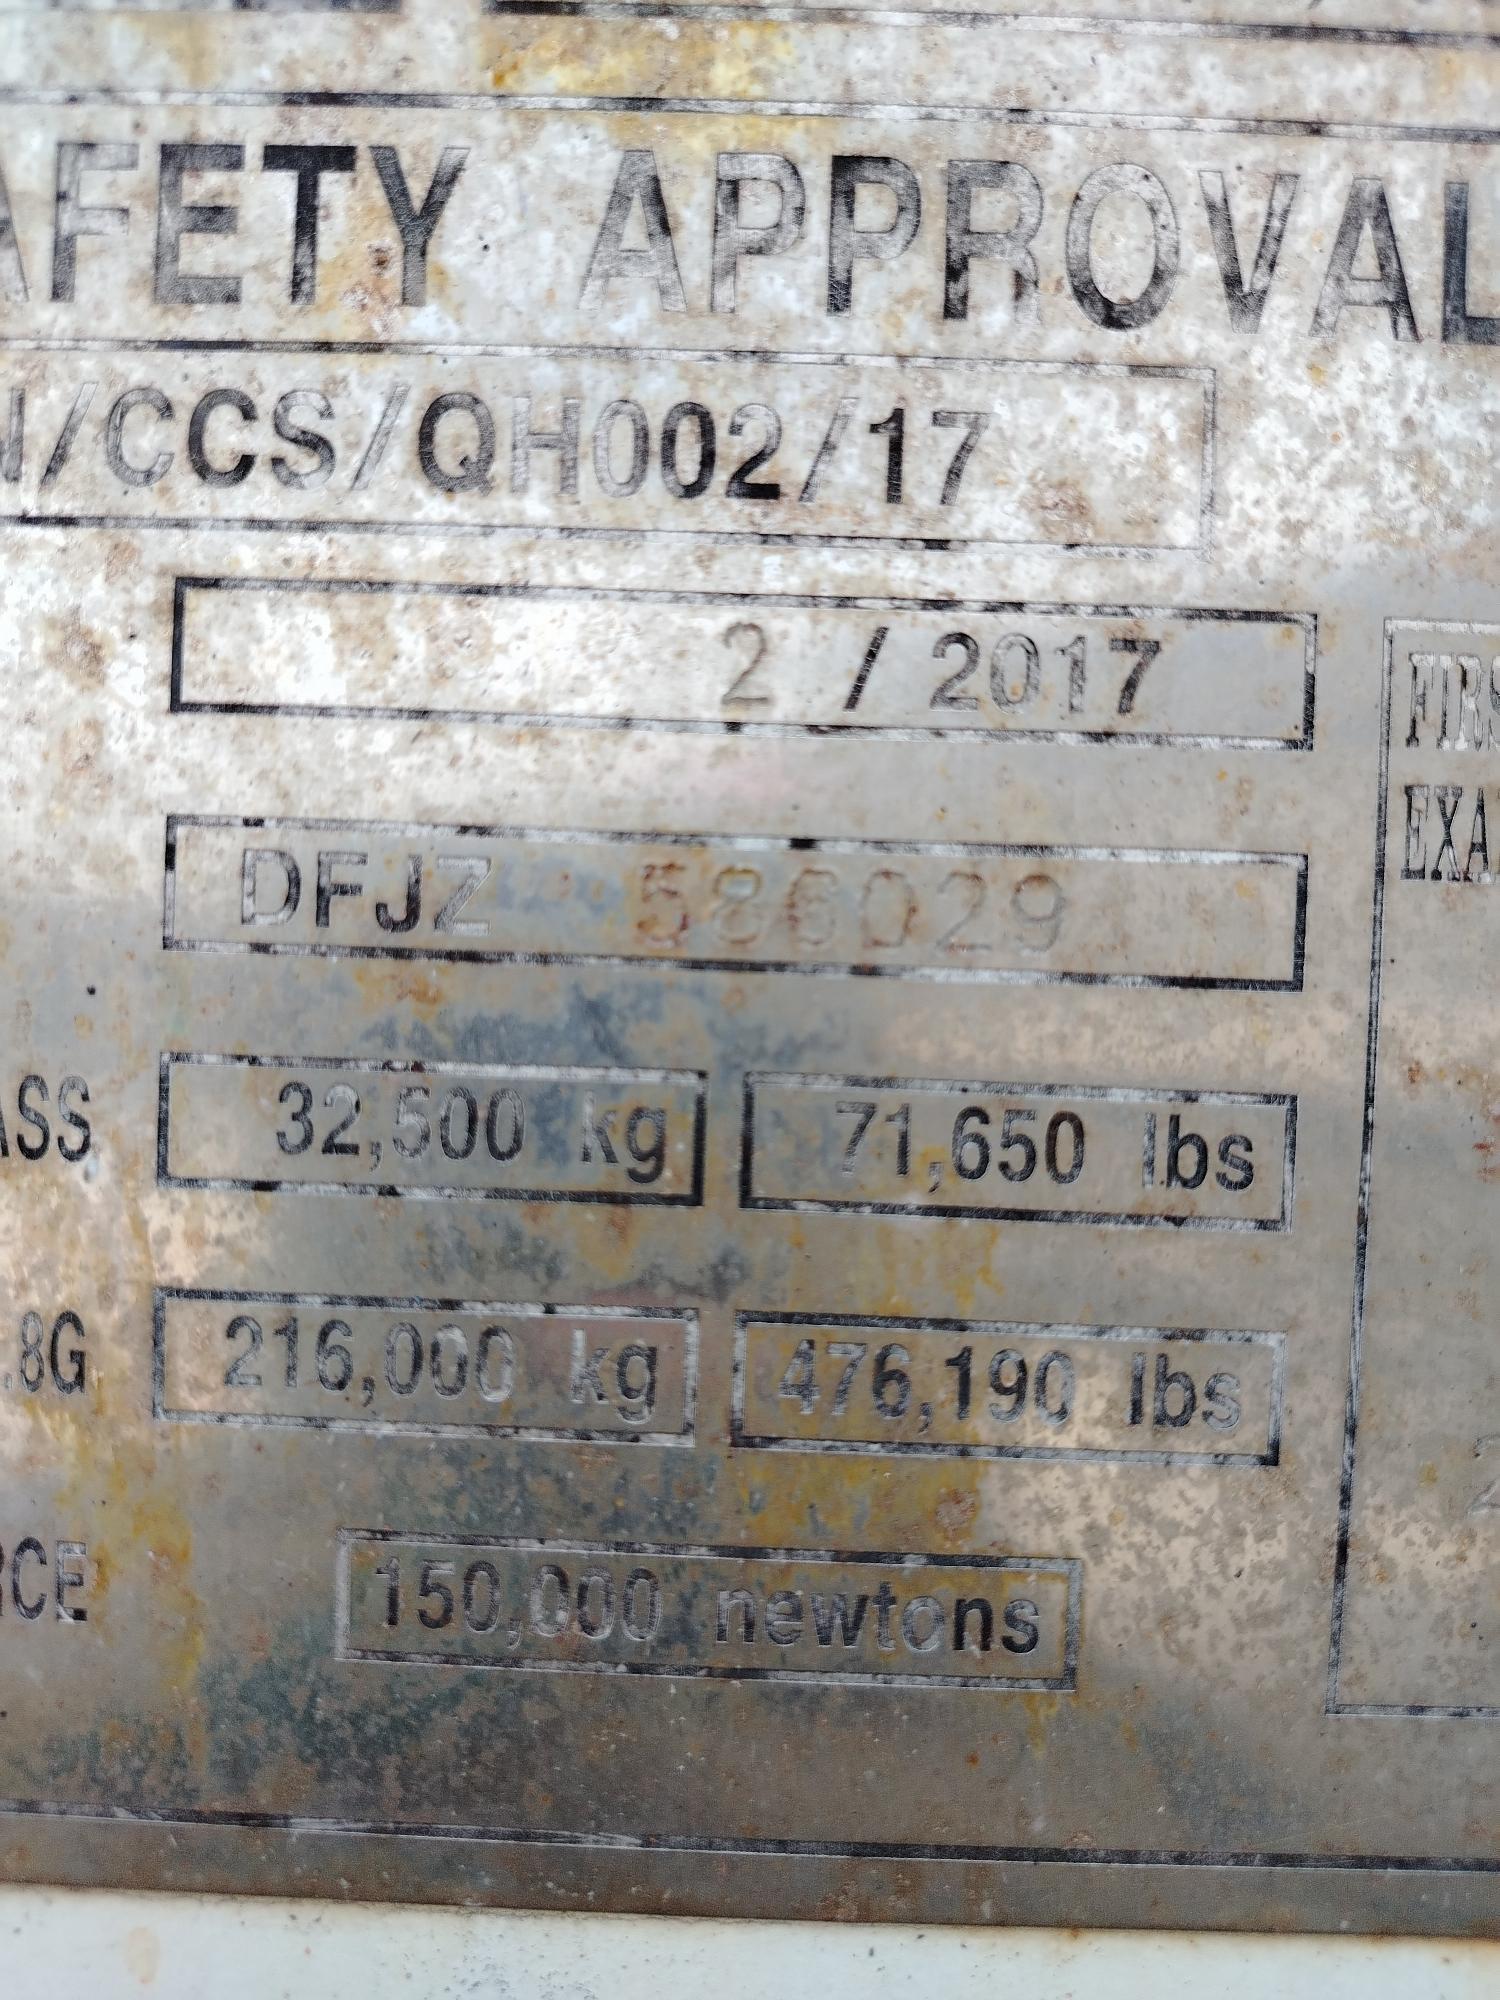 AFETY APPROVAL
N/CCS/QH002/17
2 / 2017
DFJZ 586029
ASS 32,500 kg 71,650 lbs
.8G 216,000 kg 476,190 lbs
RCE 150,000 newtons
FIRS
EXA